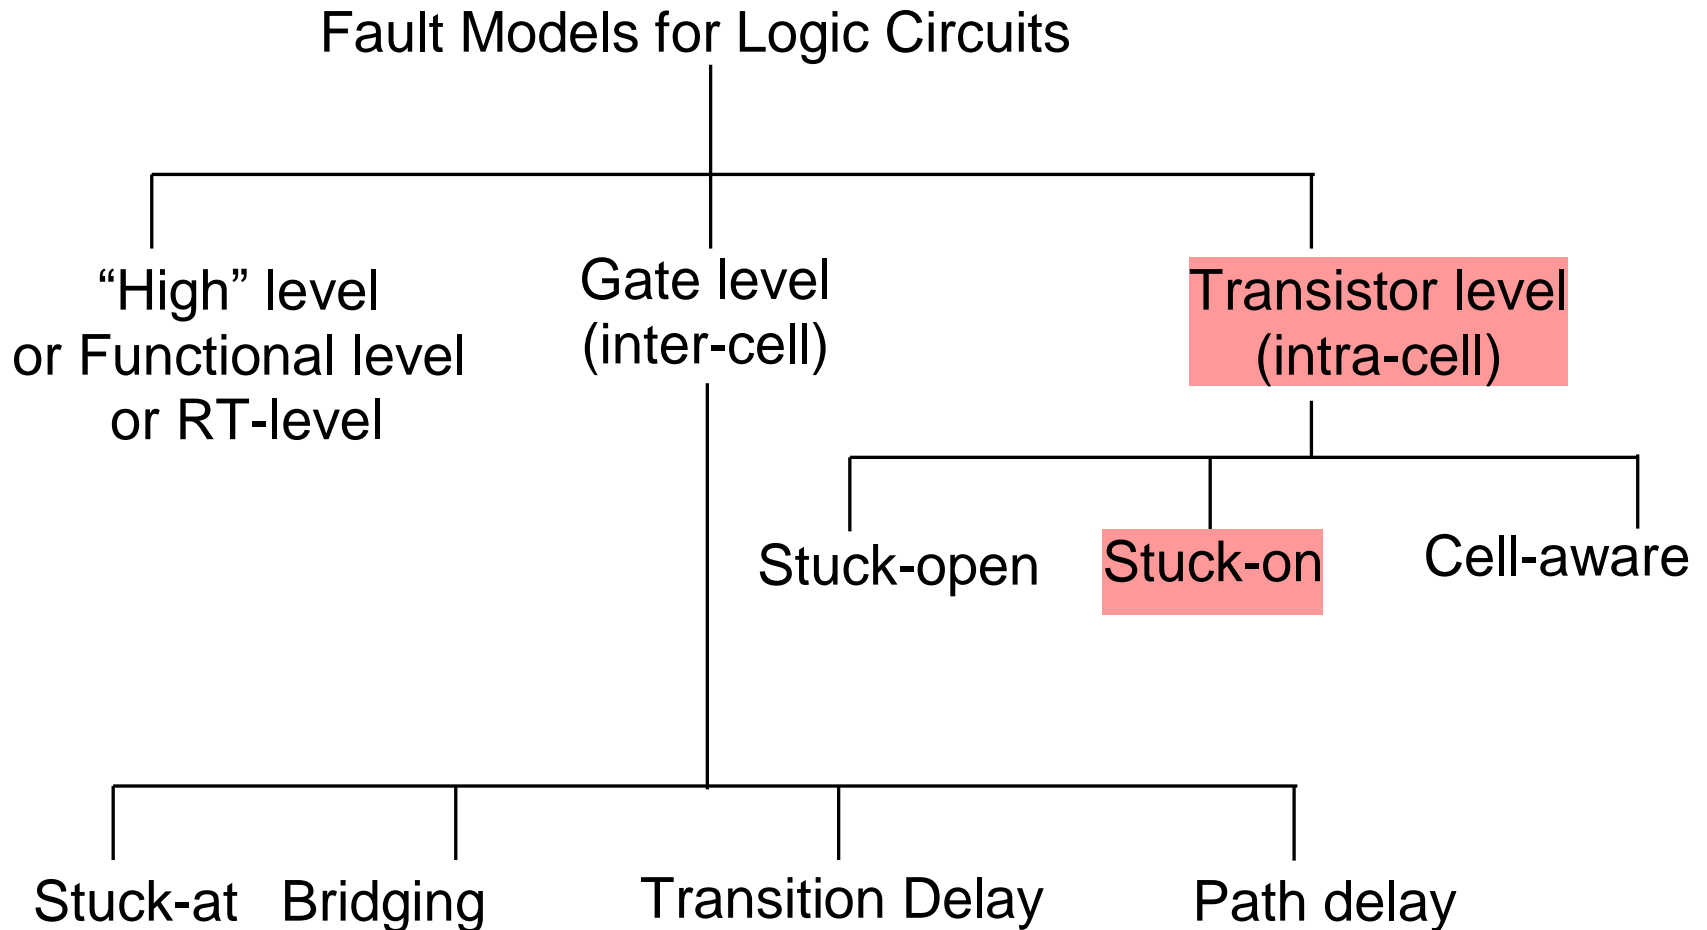 Fault Models for Logic Circuits
“High” level
or Functional level
or RT-level
Gate level
(inter-cell)
Transistor level
(intra-cell)
Stuck-open
Stuck-on
Cell-aware
Stuck-at
Bridging
Transition Delay
Path delay